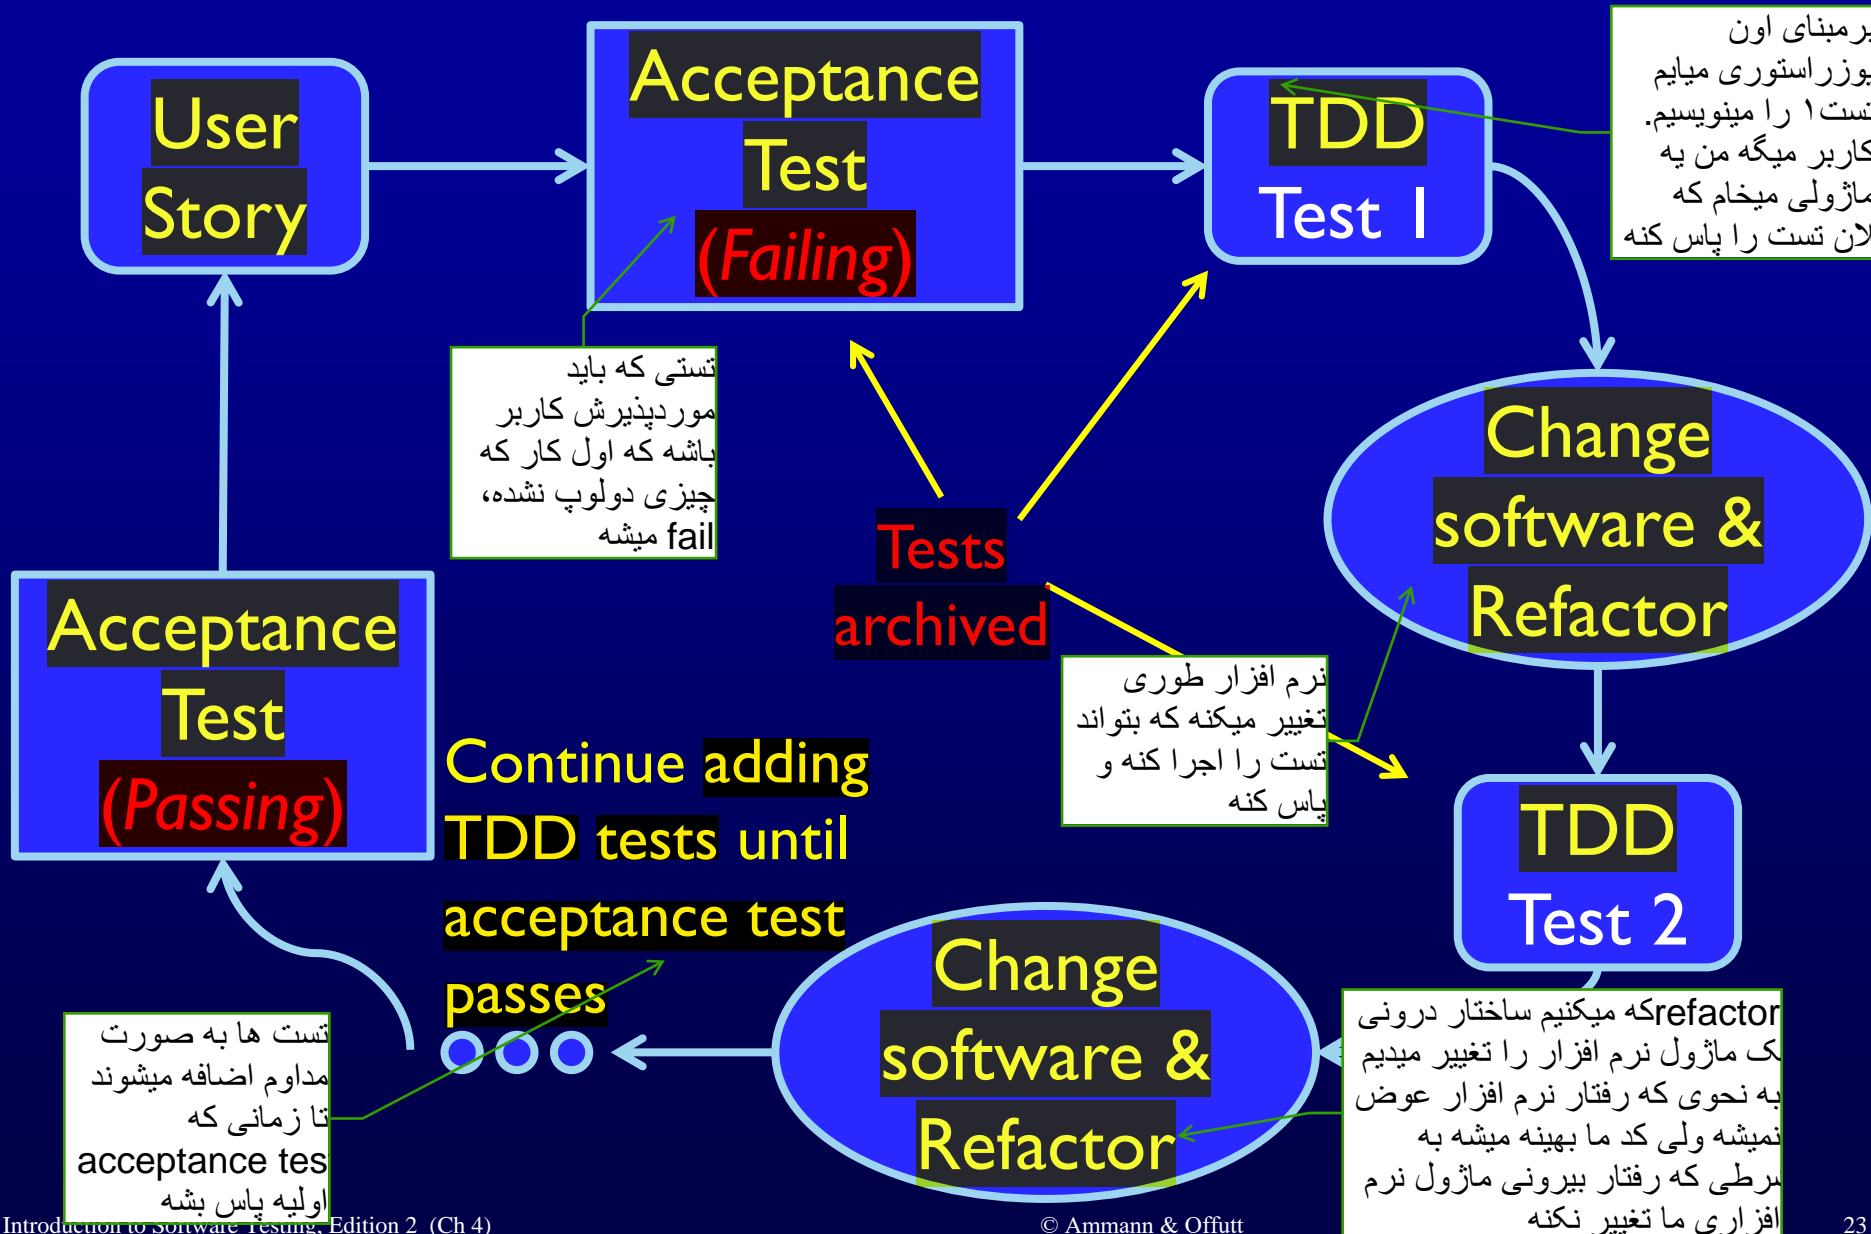 User
Story
Acceptance
Test
(Failing)
TDD
Test 1
برمبنای اون
یوزراستوری میایم
تست۱ را مینویسیم.
کاربر میگه من یه
ماژولی میخام که
الان تست را پاس کنه
تستی که باید
موردپذیرش کاربر
باشه که اول کار که
چیزی دولوپ نشده،
fail میشه
Change
software &
Refactor
Tests
archived
نرم افزار طوری
تغییر میکنه که بتواند
تست را اجرا کنه و
پاس کنه
Acceptance
Test
(Passing)
Continue adding
TDD tests until
acceptance test
passes
TDD
Test 2
Change
software &
Refactor
refactorکه میکنیم ساختار درونی
یک ماژول نرم افزار را تغییر میدیم
به نحوی که رفتار نرم افزار عوض
نمیشه ولی کد ما بهینه میشه به
شرطی که رفتار بیرونی ماژول نرم
افزاری ما تغییر نکنه
تست ها به صورت
مداوم اضافه میشوند
تا زمانی که
acceptance tes
اولیه پاس بشه
Introduction to Software Testing, Edition 2 (Ch 4)
© Ammann & Offutt
23